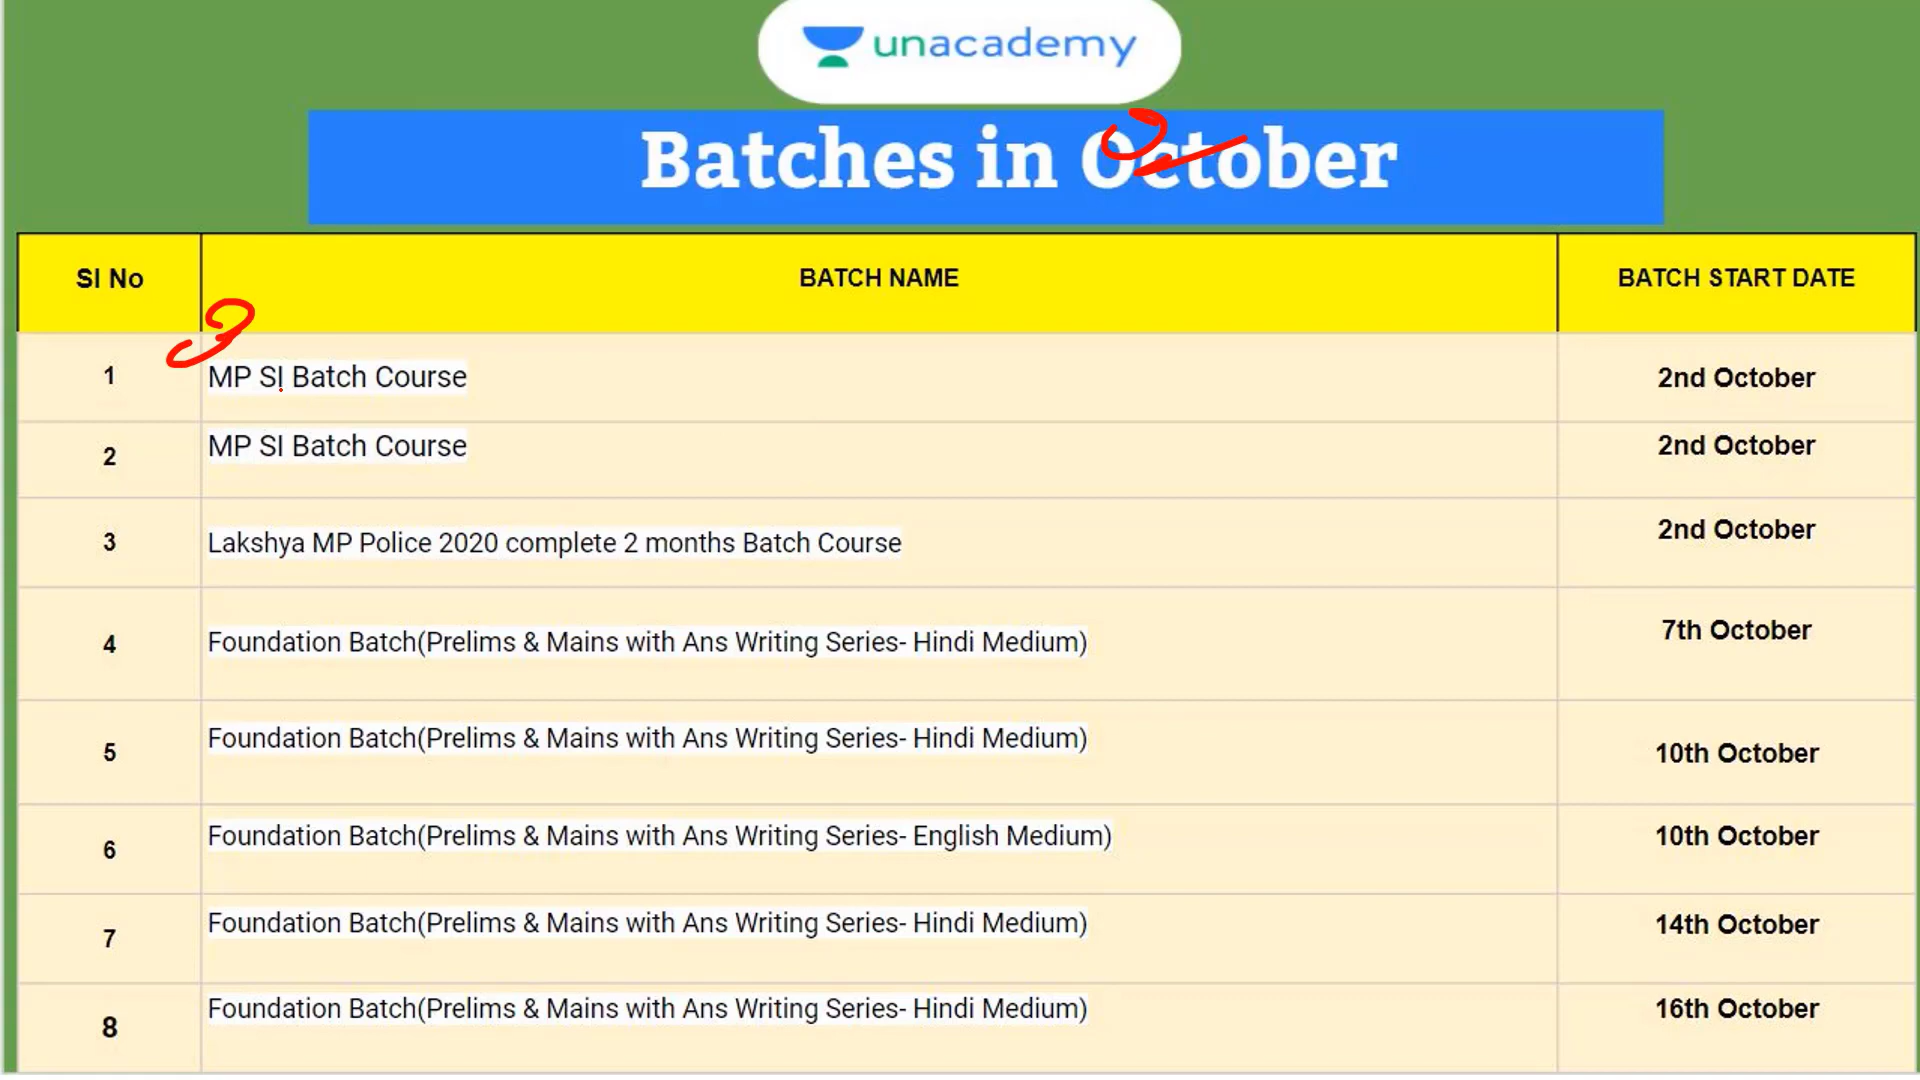 unacademy
Batches in October
SI No BATCH NAME BATCH START DATE
1 MP SI Batch Course 2nd October
2 MP SI Batch Course 2nd October
3 Lakshya MP Police 2020 complete 2 months Batch Course 2nd October
4 Foundation Batch(Prelims & Mains with Ans Writing Series- Hindi Medium) 7th October
5 Foundation Batch(Prelims & Mains with Ans Writing Series- Hindi Medium) 10th October
6 Foundation Batch(Prelims & Mains with Ans Writing Series- English Medium) 10th October
7 Foundation Batch(Prelims & Mains with Ans Writing Series- Hindi Medium) 14th October
8 Foundation Batch(Prelims & Mains with Ans Writing Series- Hindi Medium) 16th October